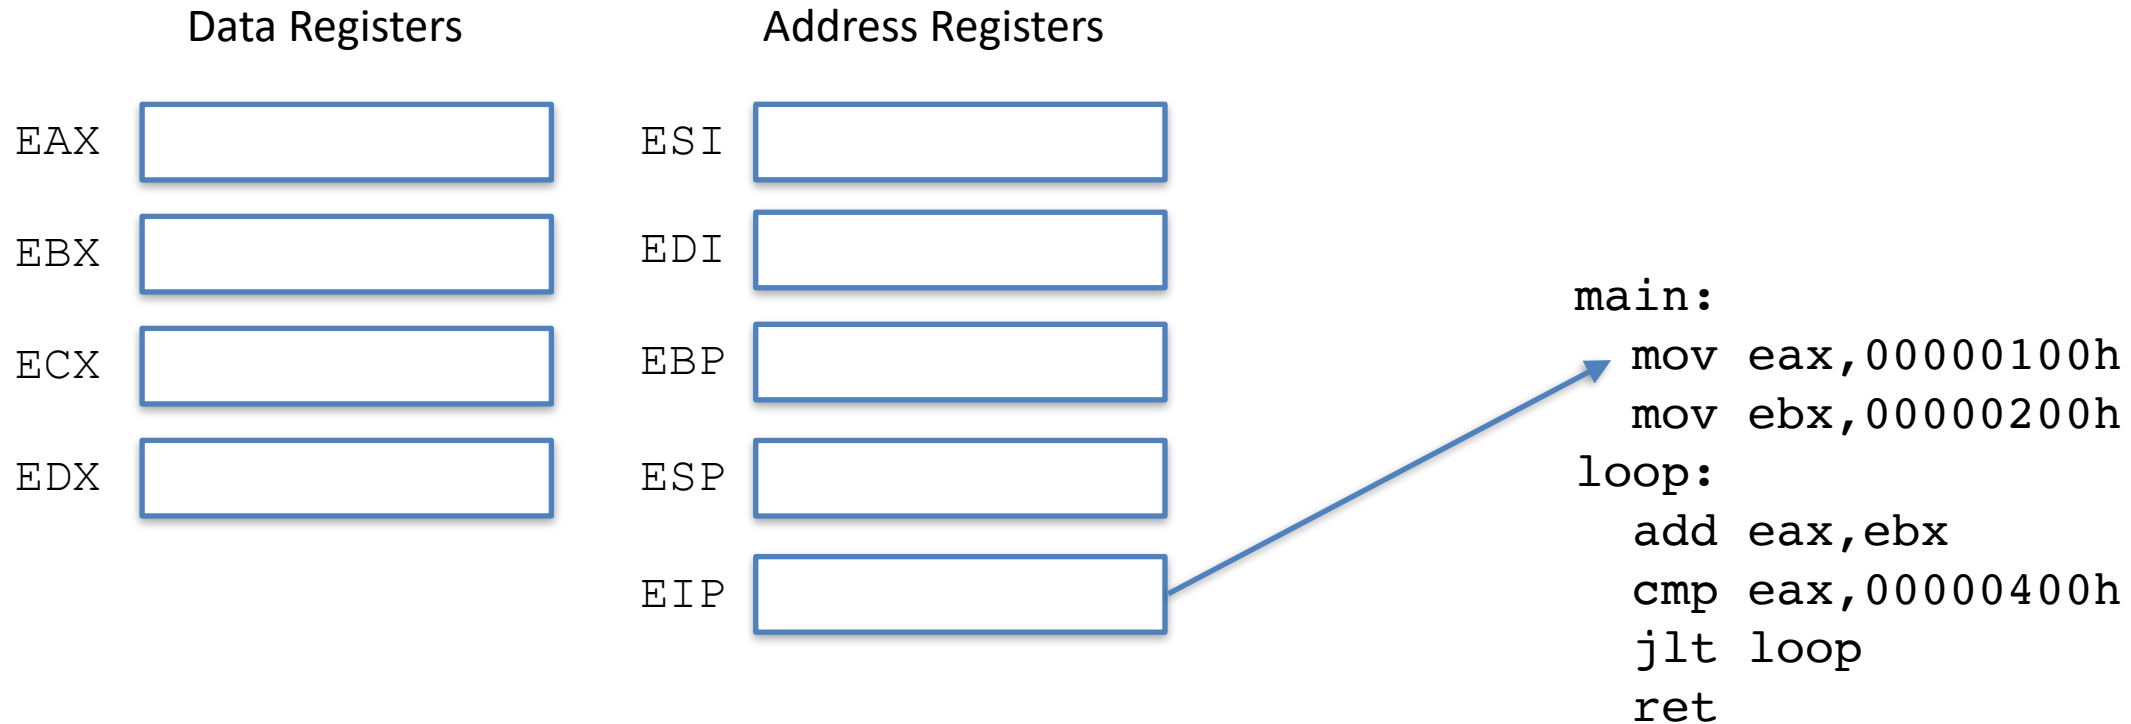 Data Registers
Address Registers
EAX
EBX
ECX
EDX
ESI
EDI
EBP
ESP
EIP
main:
mov eax,00000100h
mov ebx,00000200h
loop:
add eax,ebx
cmp eax,00000400h
jlt loop
ret